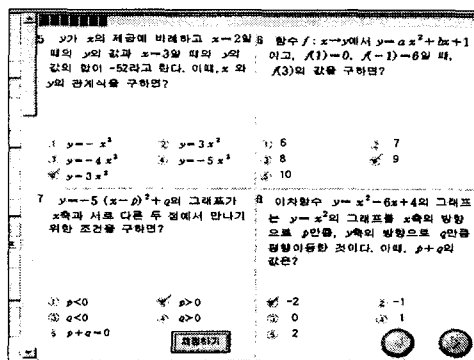 5 y가 x의 제곱에 비례하고 x=2일
때의 y의 값과 x=3일 때의 y의
값의 합이 -52라고 한다. 이때, x 와
y의 관계식을 구하면?
① y=- x²
② y=3x²
③ y=-4 x²
④ y=-5 x²
y=3x²
6 함수 f : x→y에서 y=a x²+bx+1
이고, f(1)=0, f(-1)=6일 때,
f(3)의 값을 구하면?
① 6
② 7
③ 8
9
⑤ 10
7 y=-5 (x-p)²+q의 그래프가
x축과 서로 다른 두 점에서 만나기
위한 조건을 구하면?
① p<0
p>0
③ q<0
④ q>0
⑤ p+q=0
채점하기
8 이차함수 y= x²-6x+4의 그래프
는 y= x²의 그래프를 x축의 방향
으로 p만큼, y축의 방향으로 q만큼
평행이동한 것이다. 이때, p+q의
값은?
-2
② -1
③ 0
④ 1
⑤ 2